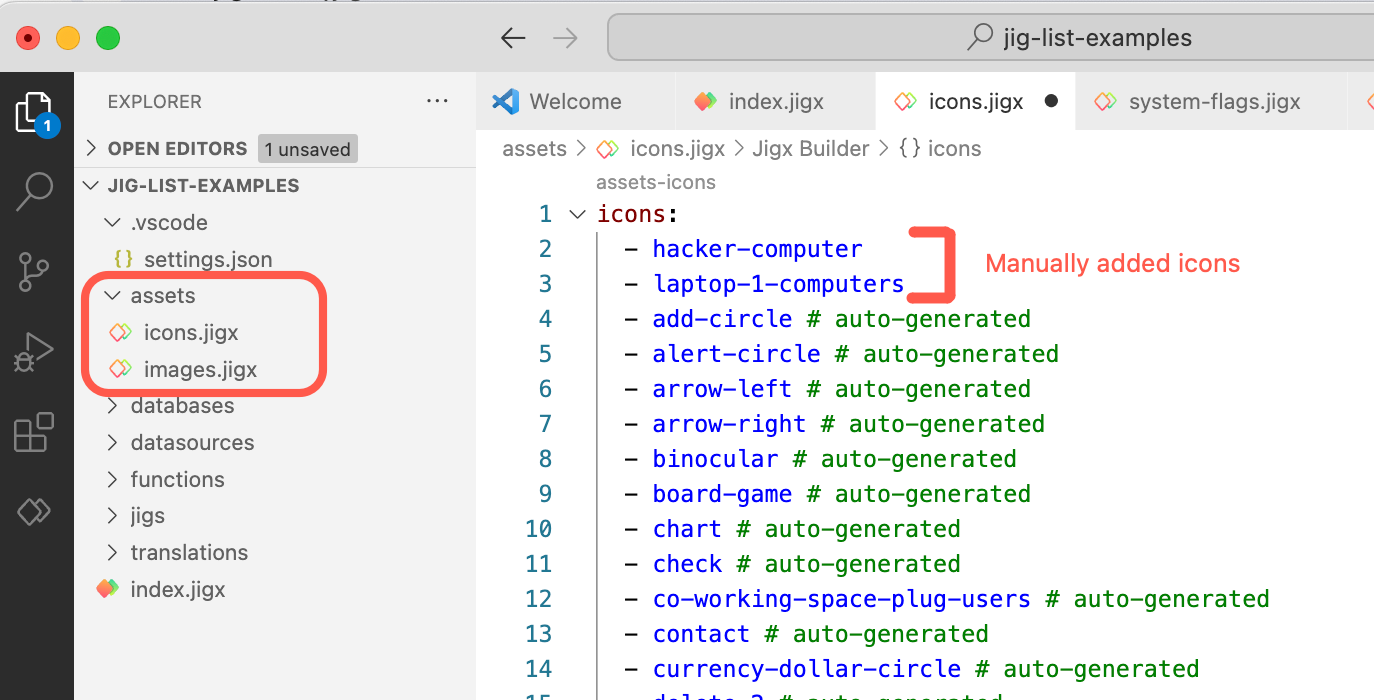 jig-list-examples
EXPLORER
OPEN EDITORS 1 unsaved
JIG-LIST-EXAMPLES
.vscode
{} settings.json
assets
icons.jigx
images.jigx
databases
datasources
functions
jigs
translations
index.jigx
1
Welcome index.jigx icons.jigx system-flags.jigx
assets > icons.jigx > Jigx Builder > {} icons
assets-icons
1 icons:
2 - hacker-computer
3 - laptop-1-computers
Manually added icons
4 - add-circle # auto-generated
5 - alert-circle # auto-generated
6 - arrow-left # auto-generated
7 - arrow-right # auto-generated
8 - binocular # auto-generated
9 - board-game # auto-generated
10 - chart # auto-generated
11 - check # auto-generated
12 - co-working-space-plug-users # auto-generated
13 - contact # auto-generated
14 - currency-dollar-circle # auto-generated